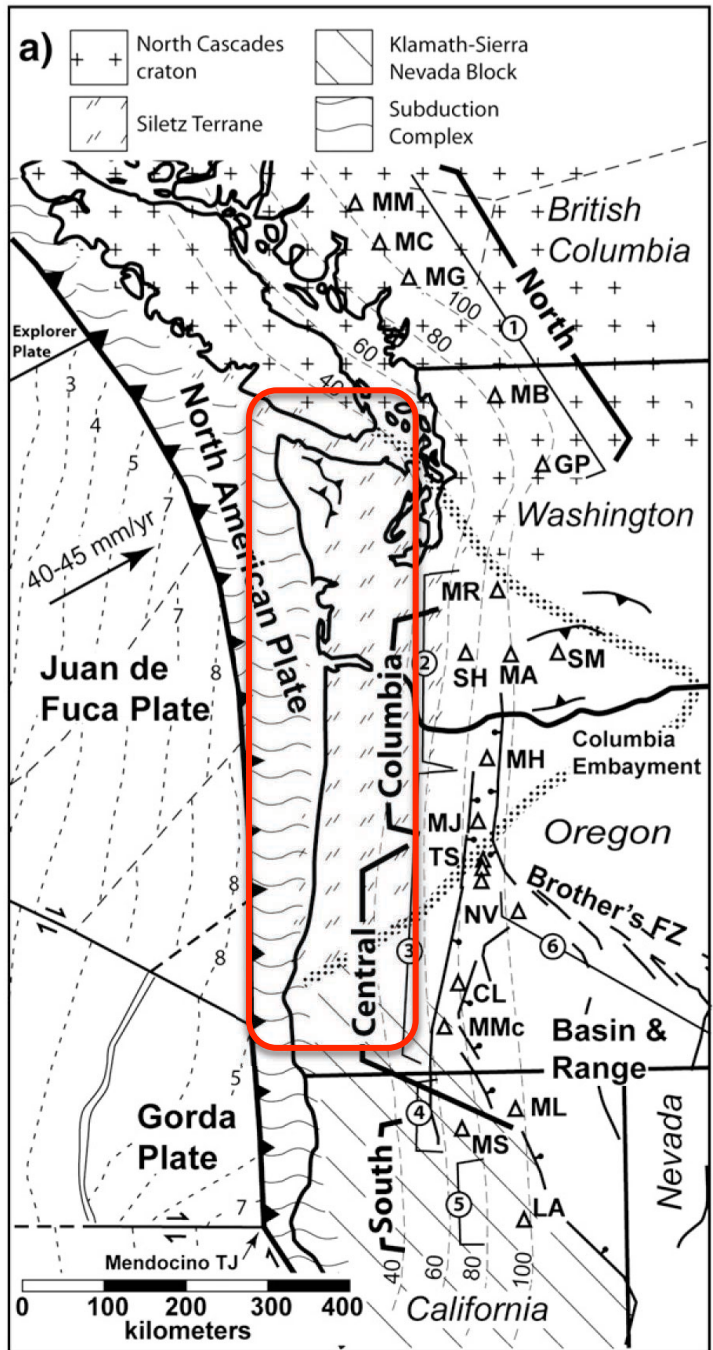 a)
North Cascades
craton
Klamath-Sierra
Nevada Block
Siletz Terrane
Subduction
Complex
MM
British
Columbia
MC
MG
100
North
1
80
Explorer
Plate
60
3
40
4
MB
5
North American Plate
GP
7
Washington
40-45 mm/yr
MR
7
8
Columbia
2
SH
MA
SM
Juan de
Fuca Plate
Columbia
Embayment
MH
MJ
Oregon
TS
8
Brother's FZ
NV
3
6
8
Central
CL
MMc
Basin &
Range
5
ML
4
Gorda
Plate
MS
South
Nevada
5
7
LA
Mendocino TJ
40
60
80
100
0
100
200
300
400
kilometers
California